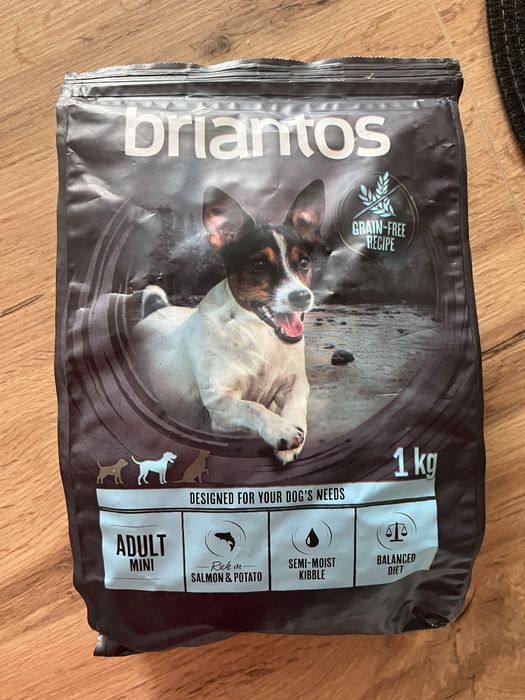 briantos
GRAIN-FREE
RECIPE
1 kg
DESIGNED FOR YOUR DOG'S NEEDS
ADULT
MINI
Rich in
SALMON & POTATO
SEMI-MOIST
KIBBLE
BALANCED
DIET